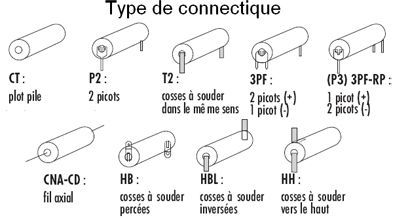 Type de connectique
CT :
plot pile
P2 :
2 picots
T2 :
cosses à souder
dans le même sens
3PF :
2 picots (+)
1 picot (-)
(P3) 3PF-RP :
1 picot (+)
2 picots (-)
CNA-CD :
fil axial
HB :
cosses à souder
percées
HBL :
cosses à souder
inversées
HH :
cosses à souder
vers le haut